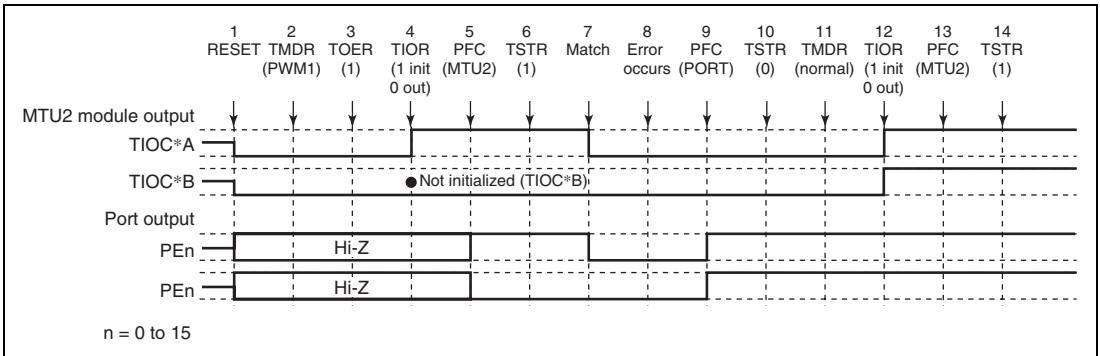 1 2 3 4 5 6 7 8 9 10 11 12 13 14
RESET TMDR TOER TIOR PFC TSTR Match Error PFC TSTR TMDR TIOR PFC TSTR
(PWM1) (1) (1 init (MTU2) (1) occurs (PORT) (0) (normal) (1 init (MTU2) (1)
0 out) 0 out)
MTU2 module output
TIOC*A
TIOC*B
Not initialized (TIOC*B)
Port output
PEn
Hi-Z
PEn
Hi-Z
n = 0 to 15